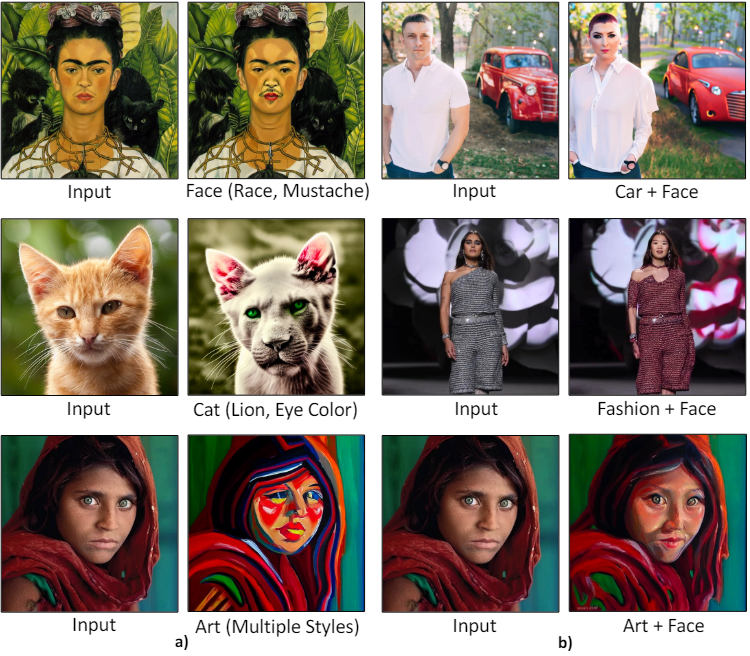 Input
Face (Race, Mustache)
Input
Car + Face
Input
Cat (Lion, Eye Color)
Input
Fashion + Face
Input
Art (Multiple Styles)
Input
Art + Face
a)
b)